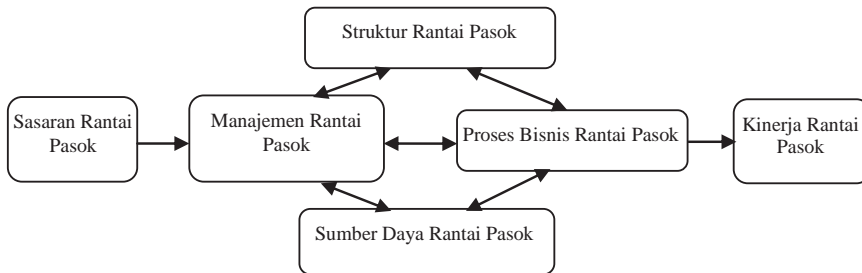 Struktur Rantai Pasok
Sasaran Rantai
Pasok
Manajemen Rantai
Pasok
Proses Bisnis Rantai Pasok
Kinerja Rantai
Pasok
Sumber Daya Rantai Pasok